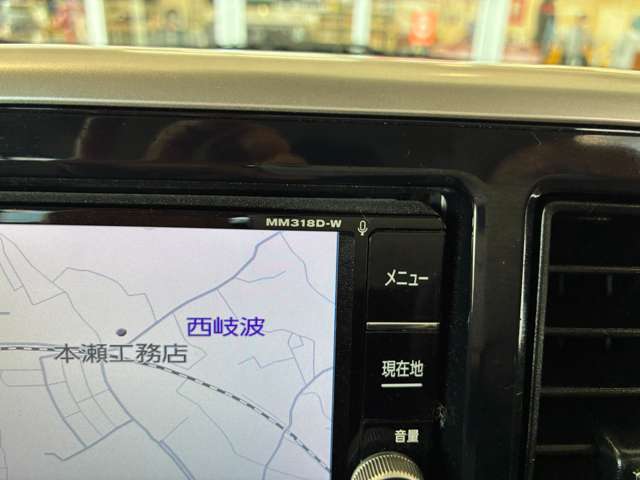 MM318D-W
メニュー
西岐波
本瀬工務店
現在地
音量